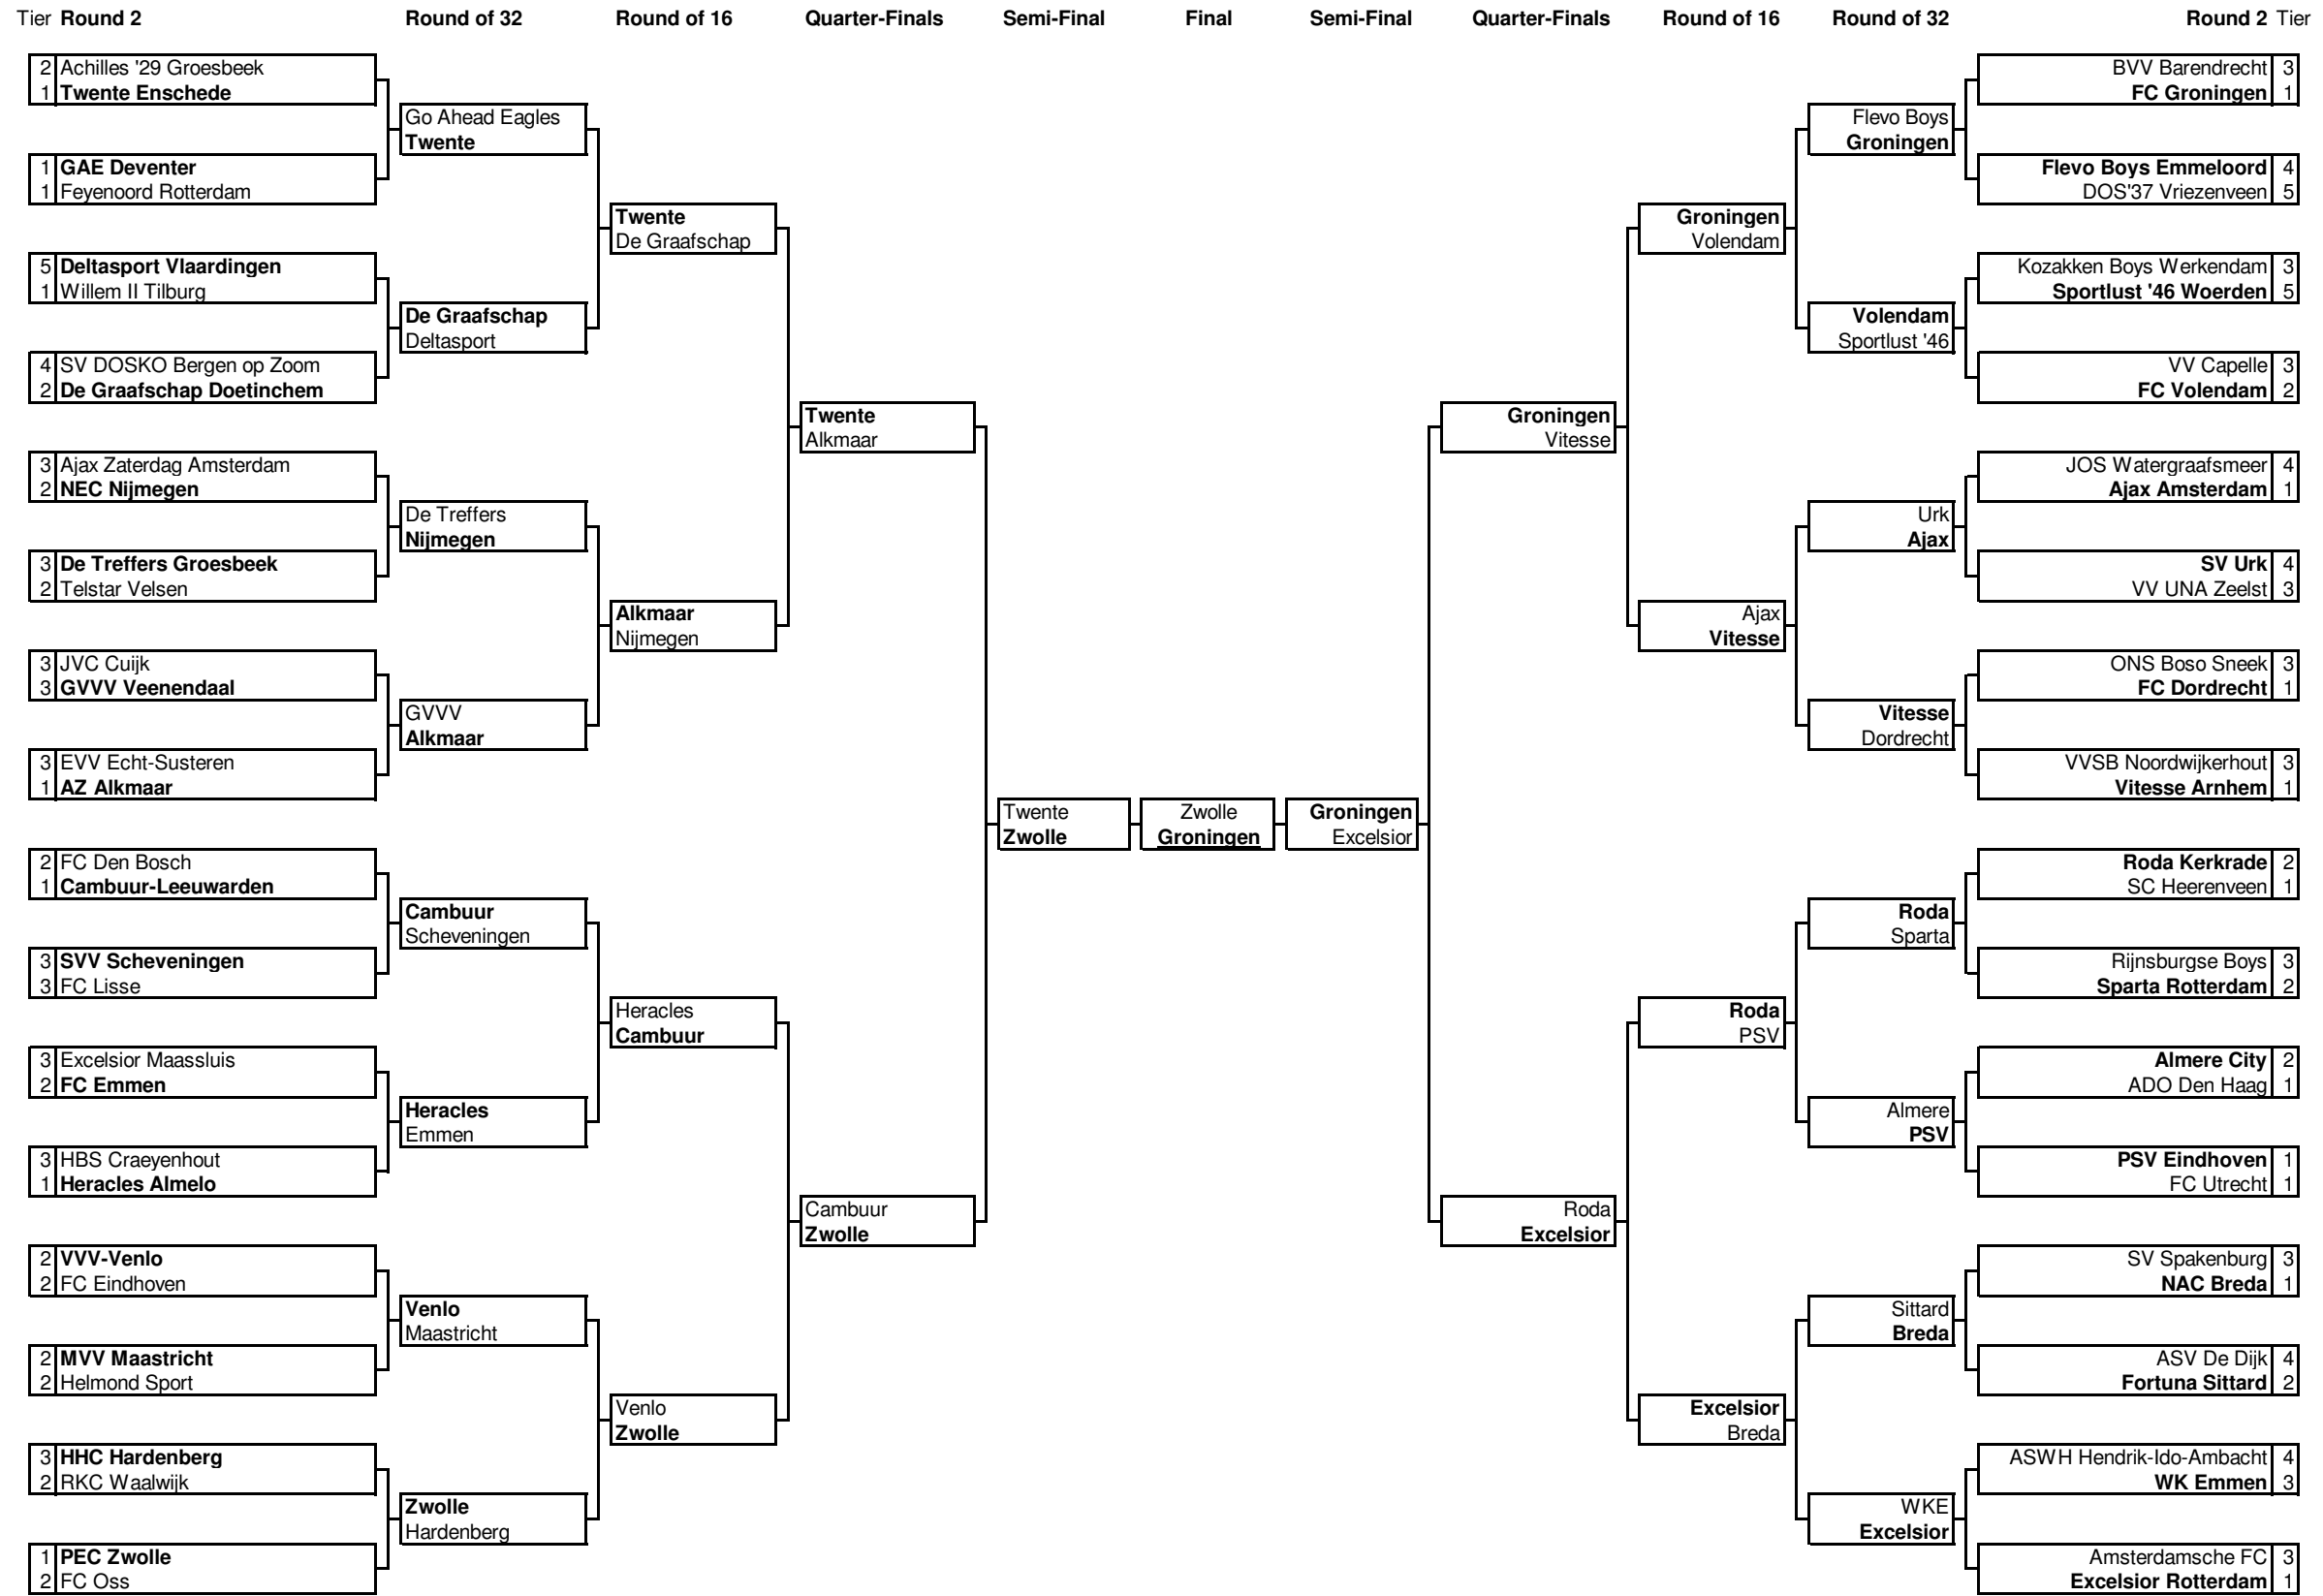 Tier Round 2 Round of 32 Round of 16 Quarter-Finals Semi-Final Final Semi-Final Quarter-Finals Round of 16 Round of 32 Round 2 Tier
2 Achilles '29 Groesbeek
1 Twente Enschede
Go Ahead Eagles
Twente
1 GAE Deventer
1 Feyenoord Rotterdam
Twente
De Graafschap
5 Deltasport Vlaardingen
1 Willem II Tilburg
De Graafschap
Deltasport
4 SV DOSKO Bergen op Zoom
2 De Graafschap Doetinchem
Twente
Alkmaar
3 Ajax Zaterdag Amsterdam
2 NEC Nijmegen
De Treffers
Nijmegen
3 De Treffers Groesbeek
2 Telstar Velsen
Alkmaar
Nijmegen
3 JVC Cuijk
3 GVVV Veenendaal
GVVV
Alkmaar
3 EVV Echt-Susteren
1 AZ Alkmaar
Twente
Zwolle
Zwolle
Groningen
Groningen
Excelsior
2 FC Den Bosch
1 Cambuur-Leeuwarden
Cambuur
Scheveningen
3 SVV Scheveningen
3 FC Lisse
Heracles
Cambuur
3 Excelsior Maassluis
2 FC Emmen
Heracles
Emmen
3 HBS Craeyenhout
1 Heracles Almelo
Cambuur
Zwolle
2 VVV-Venlo
2 FC Eindhoven
Venlo
Maastricht
2 MVV Maastricht
2 Helmond Sport
Venlo
Zwolle
3 HHC Hardenberg
2 RKC Waalwijk
Zwolle
Hardenberg
1 PEC Zwolle
2 FC Oss
BVV Barendrecht 3
FC Groningen 1
Flevo Boys
Groningen
Flevo Boys Emmeloord 4
DOS'37 Vriezenveen 5
Groningen
Volendam
Kozakken Boys Werkendam 3
Sportlust '46 Woerden 5
Volendam
Sportlust '46
VV Capelle 3
FC Volendam 2
Groningen
Vitesse
JOS Watergraafsmeer 4
Ajax Amsterdam 1
Urk
Ajax
SV Urk 4
VV UNA Zeelst 3
Ajax
Vitesse
ONS Boso Sneek 3
FC Dordrecht 1
Vitesse
Dordrecht
VVSB Noordwijkerhout 3
Vitesse Arnhem 1
Roda Kerkrade 2
SC Heerenveen 1
Roda
Sparta
Rijnsburgse Boys 3
Sparta Rotterdam 2
Roda
PSV
Almere City 2
ADO Den Haag 1
Almere
PSV
PSV Eindhoven 1
FC Utrecht 1
Roda
Excelsior
SV Spakenburg 3
NAC Breda 1
Sittard
Breda
ASV De Dijk 4
Fortuna Sittard 2
Excelsior
Breda
ASWH Hendrik-Ido-Ambacht 4
WK Emmen 3
WKE
Excelsior
Amsterdamsche FC 3
Excelsior Rotterdam 1